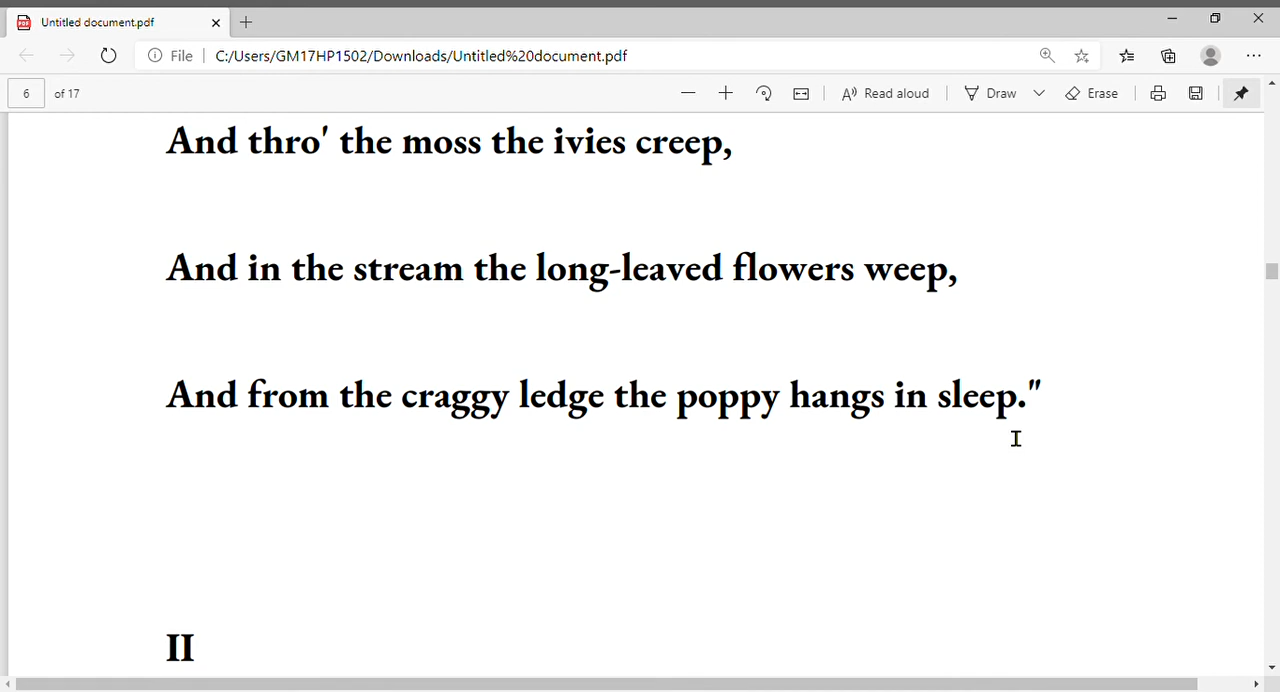 Untitled document.pdf
File
C:/Users/GM17HP1502/Downloads/Untitled%20document.pdf
6 of 17
Read aloud
Draw
Erase
And thro' the moss the ivies creep,
And in the stream the long-leaved flowers weep,
And from the craggy ledge the poppy hangs in sleep."
II